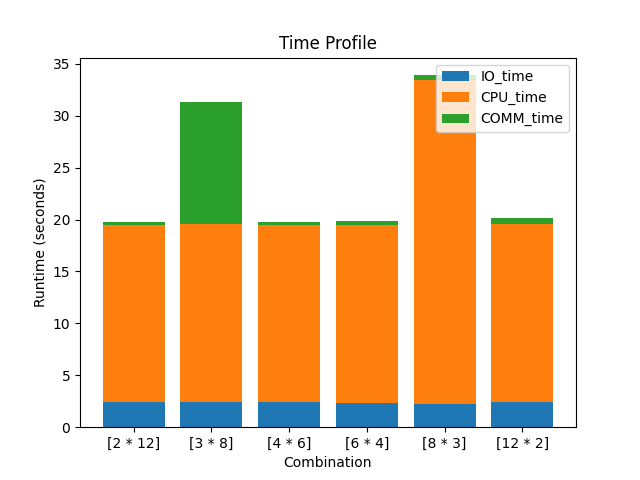 Time Profile
IO_time
CPU_time
COMM_time
35
30
25
20
15
10
5
0
Runtime (seconds)
[2 * 12] [3 * 8] [4 * 6] [6 * 4] [8 * 3] [12 * 2]
Combination